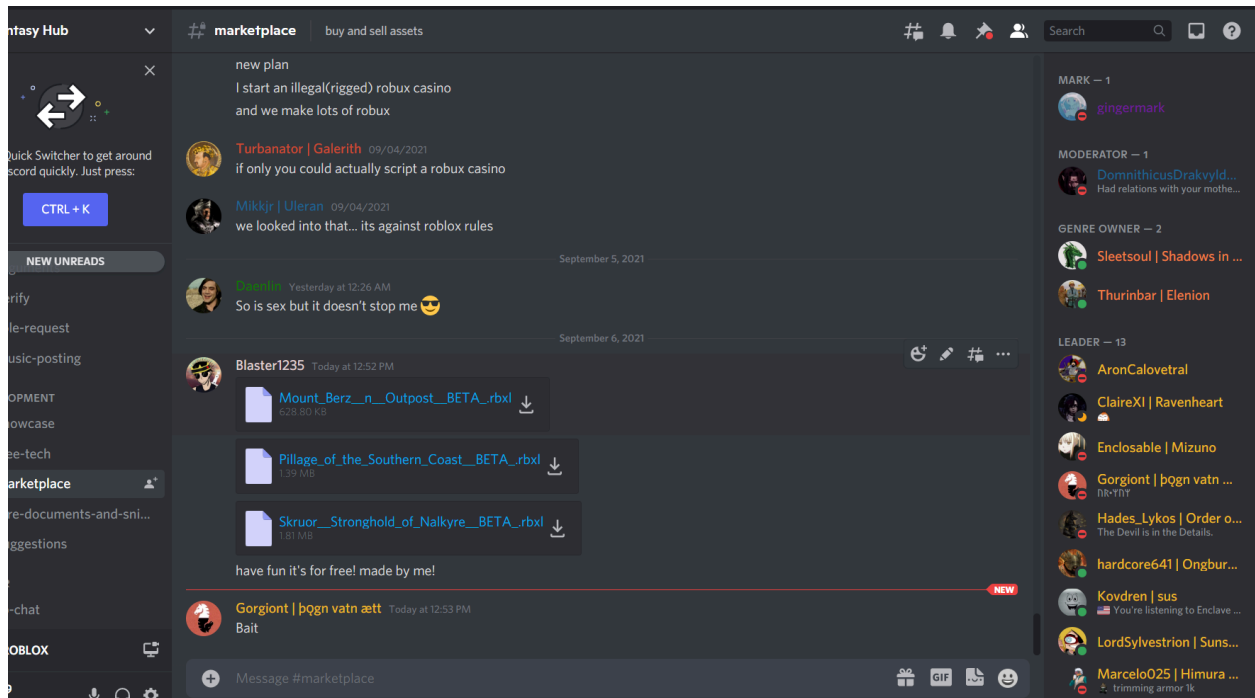 ntasy Hub
marketplace
buy and sell assets
Search
Quick Switcher to get around
scord quickly. Just press:
CTRL + K
NEW UNREADS
erify
le-request
usic-posting
OPMENT
howcase
ee-tech
arketplace
re-documents-and-sni...
ggestions
-chat
ROBLOX
new plan
I start an illegal(rigged) robux casino
and we make lots of robux
Turbanator | Galerith 09/04/2021
if only you could actually script a robux casino
Mikkjr | Uleran 09/04/2021
we looked into that... its against roblox rules
September 5, 2021
Daenlin Yesterday at 12:26 AM
So is sex but it doesn't stop me 😎
September 6, 2021
Blaster1235 Today at 12:52 PM
Mount_Berz__n__Outpost__BETA_.rbxl
628.80 KB
Pillage_of_the_Southern_Coast__BETA_.rbxl
1.39 MB
Skruor__Stronghold_of_Nalkyre__BETA_.rbxl
1.81 MB
have fun it's for free! made by me!
NEW
Gorgiont | þogn vatn ætt Today at 12:53 PM
Bait
Message #marketplace
GIF
MARK — 1
gingermark
MODERATOR — 1
DomnithicusDrakvyld...
Had relations with your mothe...
GENRE OWNER — 2
Sleetsoul | Shadows in ...
Thurinbar | Elenion
LEADER — 13
AronCalovetral
ClaireXI | Ravenheart
Enclosable | Mizuno
Gorgiont | þogn vatn ...
Hades_Lykos | Order o...
The Devil is in the Details.
hardcore641 | Ongbur...
Kovdren | sus
🇺🇸 You're listening to Enclave ...
LordSylvestrion | Suns...
Marcelo025 | Himura ...
trimming armor 1k